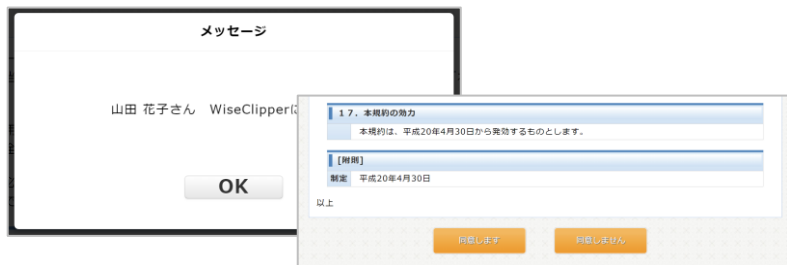 メッセージ
山田 花子さん　WiseClipperに
OK
１７．本規約の効力
本規約は、平成20年4月30日から発効するものとします。
[附則]
制定　平成20年4月30日
以上
同意します　同意しません